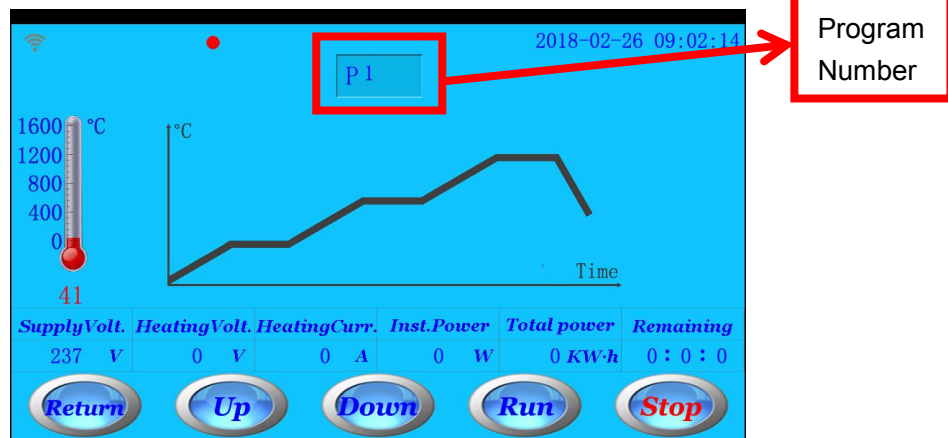 2018-02-26 09:02:14
P1
Program
Number
1600 °C
1200
800
400
0
41
°C
Time
SupplyVolt. HeatingVolt. HeatingCurr. Inst.Power Total power Remaining
237 V 0 V 0 A 0 W 0 KW·h 0:0:0
Return Up Down Run Stop